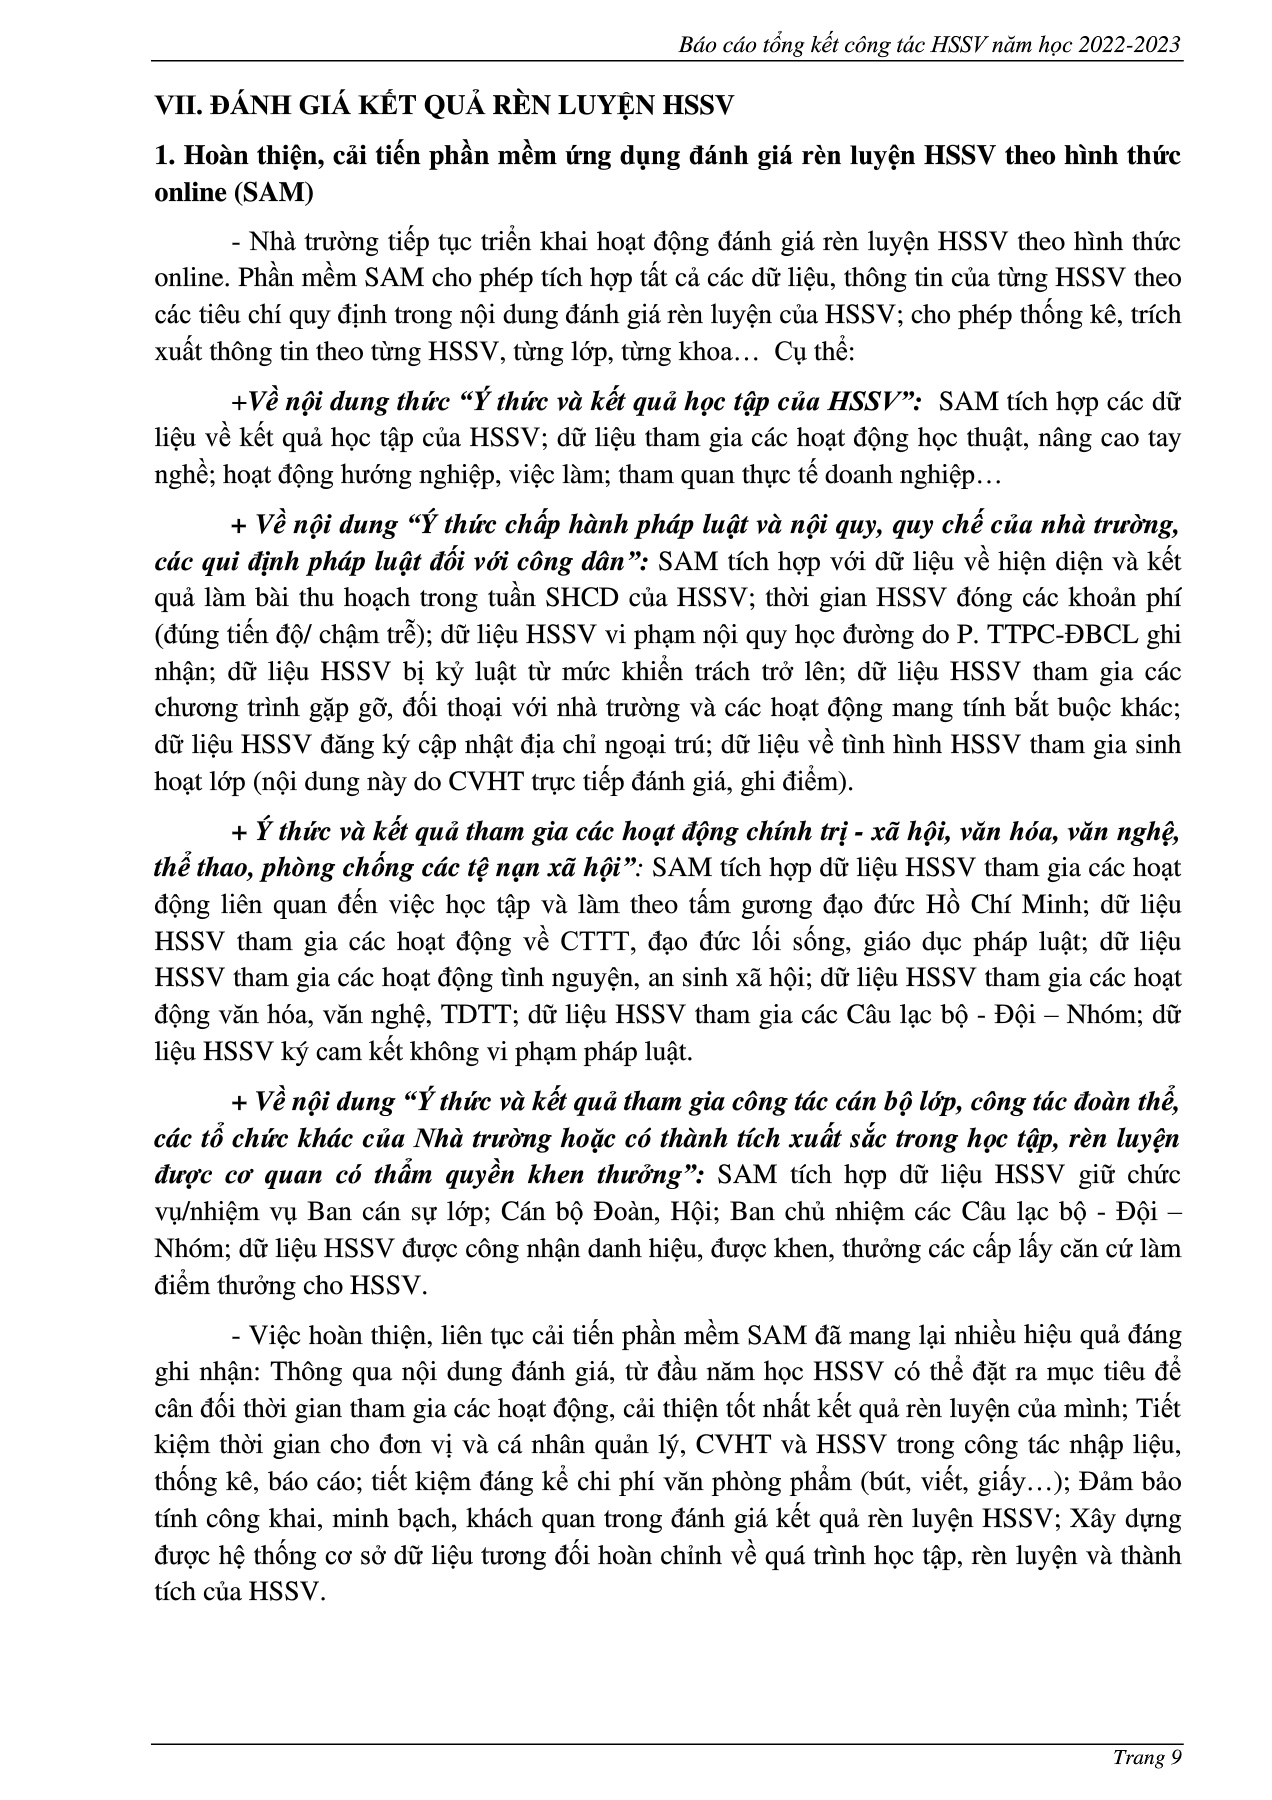 Báo cáo tổng kết công tác HSSV năm học 2022-2023
VII. ĐÁNH GIÁ KẾT QUẢ RÈN LUYỆN HSSV
1. Hoàn thiện, cải tiến phần mềm ứng dụng đánh giá rèn luyện HSSV theo hình thức
online (SAM)
- Nhà trường tiếp tục triển khai hoạt động đánh giá rèn luyện HSSV theo hình thức
online. Phần mềm SAM cho phép tích hợp tất cả các dữ liệu, thông tin của từng HSSV theo
các tiêu chí quy định trong nội dung đánh giá rèn luyện của HSSV; cho phép thống kê, trích
xuất thông tin theo từng HSSV, từng lớp, từng khoa… Cụ thể:
+Về nội dung thức “Ý thức và kết quả học tập của HSSV”: SAM tích hợp các dữ
liệu về kết quả học tập của HSSV; dữ liệu tham gia các hoạt động học thuật, nâng cao tay
nghề; hoạt động hướng nghiệp, việc làm; tham quan thực tế doanh nghiệp…
+ Về nội dung “Ý thức chấp hành pháp luật và nội quy, quy chế của nhà trường,
các qui định pháp luật đối với công dân”: SAM tích hợp với dữ liệu về hiện diện và kết
quả làm bài thu hoạch trong tuần SHCD của HSSV; thời gian HSSV đóng các khoản phí
(đúng tiến độ/ chậm trễ); dữ liệu HSSV vi phạm nội quy học đường do P. TTPC-ĐBCL ghi
nhận; dữ liệu HSSV bị kỷ luật từ mức khiển trách trở lên; dữ liệu HSSV tham gia các
chương trình gặp gỡ, đối thoại với nhà trường và các hoạt động mang tính bắt buộc khác;
dữ liệu HSSV đăng ký cập nhật địa chỉ ngoại trú; dữ liệu về tình hình HSSV tham gia sinh
hoạt lớp (nội dung này do CVHT trực tiếp đánh giá, ghi điểm).
+ Ý thức và kết quả tham gia các hoạt động chính trị - xã hội, văn hóa, văn nghệ,
thể thao, phòng chống các tệ nạn xã hội”: SAM tích hợp dữ liệu HSSV tham gia các hoạt
động liên quan đến việc học tập và làm theo tấm gương đạo đức Hồ Chí Minh; dữ liệu
HSSV tham gia các hoạt động về CTTT, đạo đức lối sống, giáo dục pháp luật; dữ liệu
HSSV tham gia các hoạt động tình nguyện, an sinh xã hội; dữ liệu HSSV tham gia các hoạt
động văn hóa, văn nghệ, TDTT; dữ liệu HSSV tham gia các Câu lạc bộ - Đội – Nhóm; dữ
liệu HSSV ký cam kết không vi phạm pháp luật.
+ Về nội dung “Ý thức và kết quả tham gia công tác cán bộ lớp, công tác đoàn thể,
các tổ chức khác của Nhà trường hoặc có thành tích xuất sắc trong học tập, rèn luyện
được cơ quan có thẩm quyền khen thưởng”: SAM tích hợp dữ liệu HSSV giữ chức
vụ/nhiệm vụ Ban cán sự lớp; Cán bộ Đoàn, Hội; Ban chủ nhiệm các Câu lạc bộ - Đội –
Nhóm; dữ liệu HSSV được công nhận danh hiệu, được khen, thưởng các cấp lấy căn cứ làm
điểm thưởng cho HSSV.
- Việc hoàn thiện, liên tục cải tiến phần mềm SAM đã mang lại nhiều hiệu quả đáng
ghi nhận: Thông qua nội dung đánh giá, từ đầu năm học HSSV có thể đặt ra mục tiêu để
cân đối thời gian tham gia các hoạt động, cải thiện tốt nhất kết quả rèn luyện của mình; Tiết
kiệm thời gian cho đơn vị và cá nhân quản lý, CVHT và HSSV trong công tác nhập liệu,
thống kê, báo cáo; tiết kiệm đáng kể chi phí văn phòng phẩm (bút, viết, giấy…); Đảm bảo
tính công khai, minh bạch, khách quan trong đánh giá kết quả rèn luyện HSSV; Xây dựng
được hệ thống cơ sở dữ liệu tương đối hoàn chỉnh về quá trình học tập, rèn luyện và thành
tích của HSSV.
Trang 9